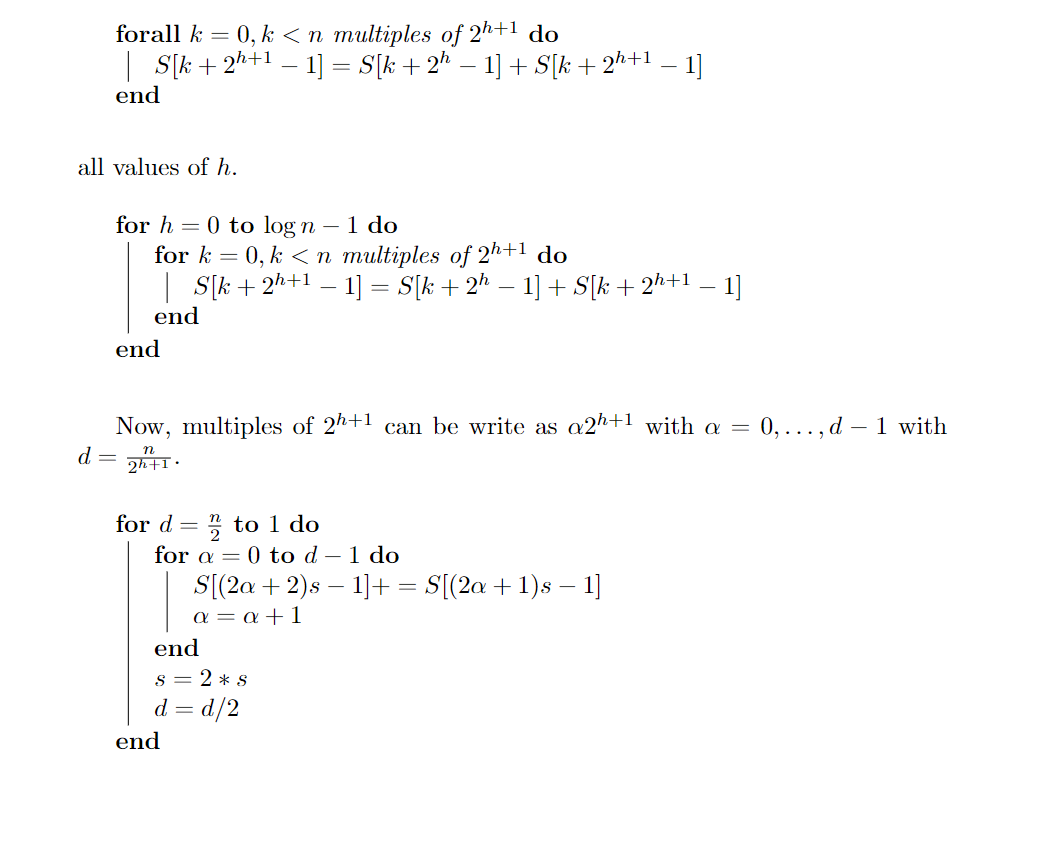 forall k = 0, k < n multiples of 2^{h+1} do
S[k + 2^{h+1} − 1] = S[k + 2^h − 1] + S[k + 2^{h+1} − 1]
end
all values of h.
for h = 0 to log n − 1 do
for k = 0, k < n multiples of 2^{h+1} do
S[k + 2^{h+1} − 1] = S[k + 2^h − 1] + S[k + 2^{h+1} − 1]
end
end
Now, multiples of 2^{h+1} can be write as α2^{h+1} with α = 0, . . . , d − 1 with
d = \frac{n}{2^{h+1}}.
for d = \frac{n}{2} to 1 do
for α = 0 to d − 1 do
S[(2α + 2)s − 1]+ = S[(2α + 1)s − 1]
α = α + 1
end
s = 2 ∗ s
d = d/2
end